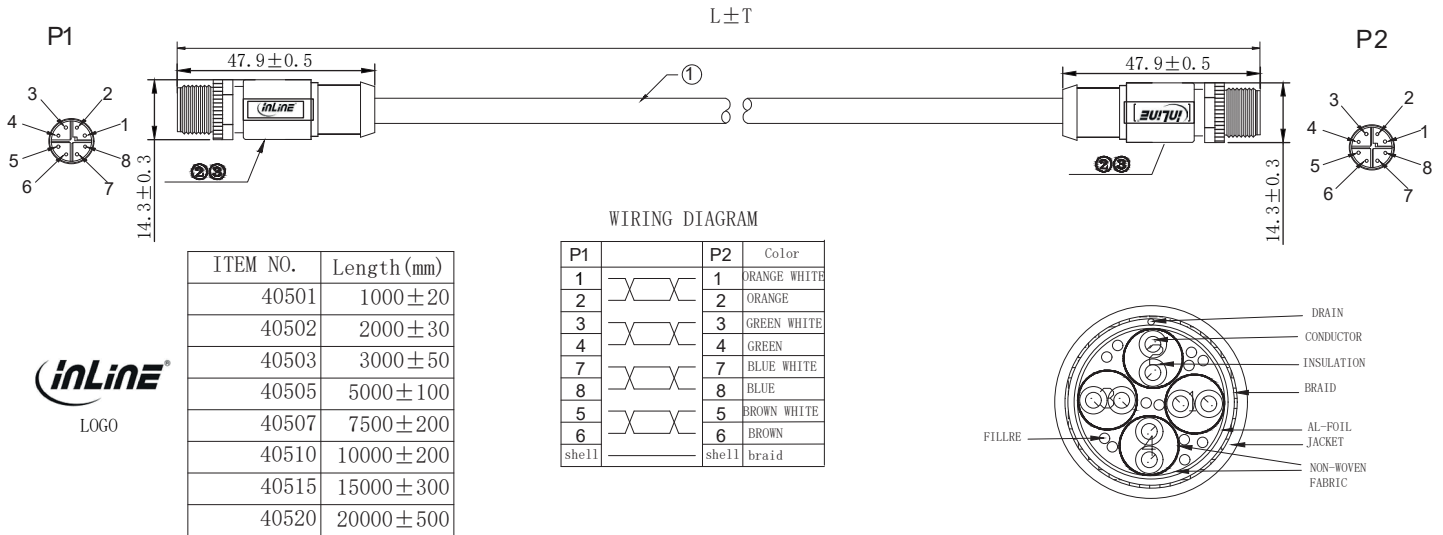 L±T
P1
P2
47.9±0.5
47.9±0.5
①
3
2
4
1
5
8
6
7
inLinE
inLinE
3
2
4
1
5
8
6
7
②③
②③
14.3±0.3
14.3±0.3
WIRING DIAGRAM
P1 P2 Color
1 1 ORANGE WHITE
2 2 ORANGE
3 3 GREEN WHITE
4 4 GREEN
7 7 BLUE WHITE
8 8 BLUE
5 5 BROWN WHITE
6 6 BROWN
shell shell braid
ITEM NO. Length(mm)
40501 1000±20
40502 2000±30
40503 3000±50
40505 5000±100
40507 7500±200
40510 10000±200
40515 15000±300
40520 20000±500
inLinE®
LOGO
DRAIN
CONDUCTOR
INSULATION
BRAID
AL-FOIL
JACKET
NON-WOVEN
FABRIC
FILLRE
2
3
1
4